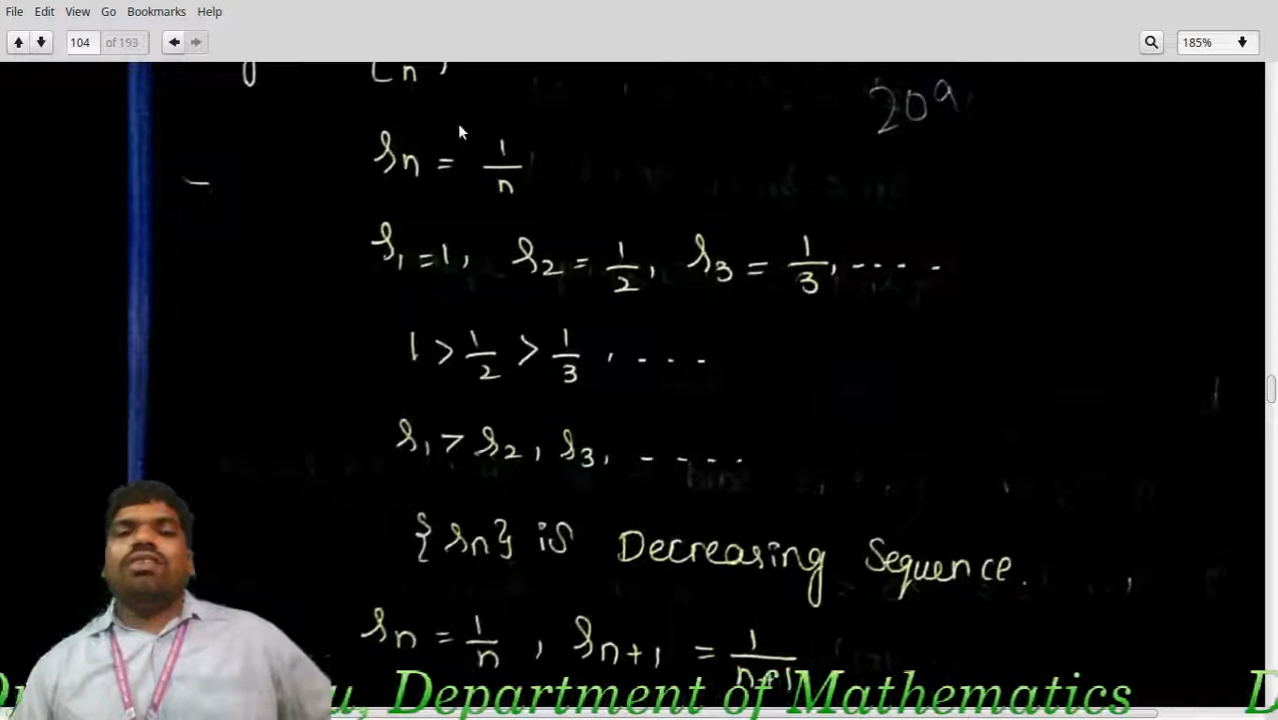 File Edit View Go Bookmarks Help
104 of 193 185%
20
Sn = 1/n
S1 = 1, S2 = 1/2, S3 = 1/3, .....
1 > 1/2 > 1/3, ....
S1 > S2, S3, .....
{Sn} is Decreasing Sequence.
Sn = 1/n, Sn+1 = 1/n+1
u, Department of Mathematics D